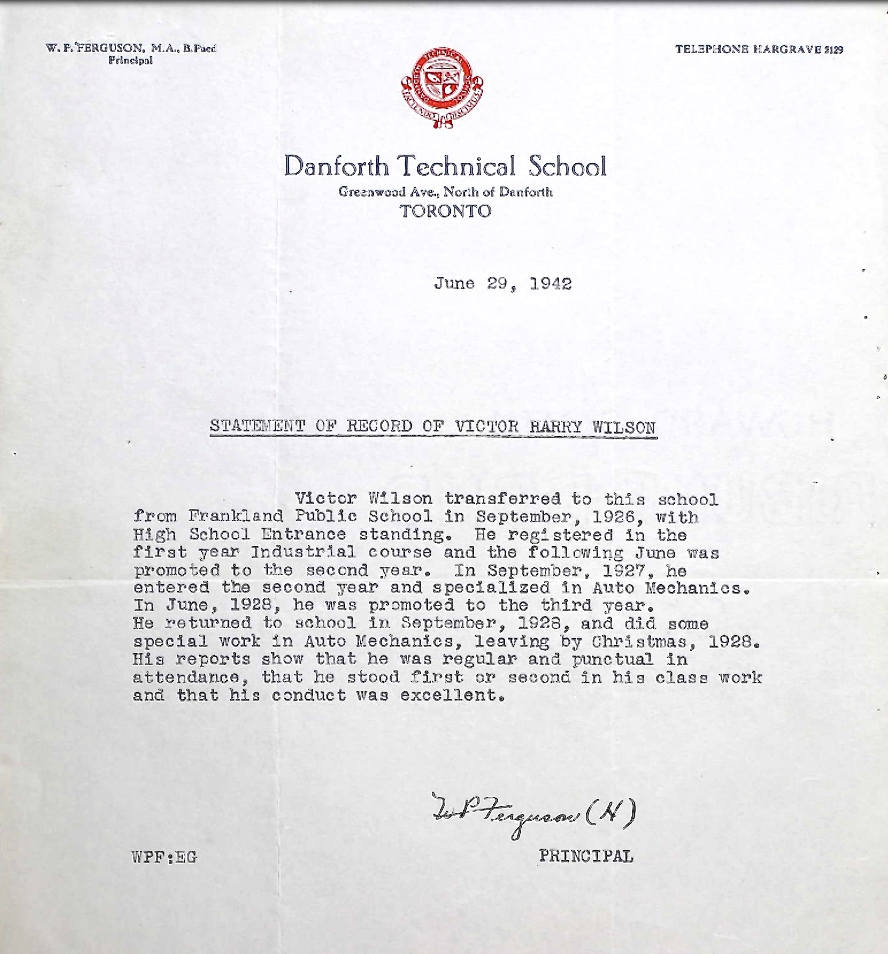 W. P. FERGUSON, M.A., B.Paed
Principal
TELEPHONE HARGRAVE 3129
Danforth Technical School
Greenwood Ave., North of Danforth
TORONTO
June 29, 1942
STATEMENT OF RECORD OF VICTOR HARRY WILSON
Victor Wilson transferred to this school
from Frankland Public School in September, 1926, with
High School Entrance standing. He registered in the
first year Industrial course and the following June was
promoted to the second year. In September, 1927, he
entered the second year and specialized in Auto Mechanics.
In June, 1928, he was promoted to the third year.
He returned to school in September, 1928, and did some
special work in Auto Mechanics, leaving by Christmas, 1928.
His reports show that he was regular and punctual in
attendance, that he stood first or second in his class work
and that his conduct was excellent.
W P Ferguson (H)
WPF:EG
PRINCIPAL